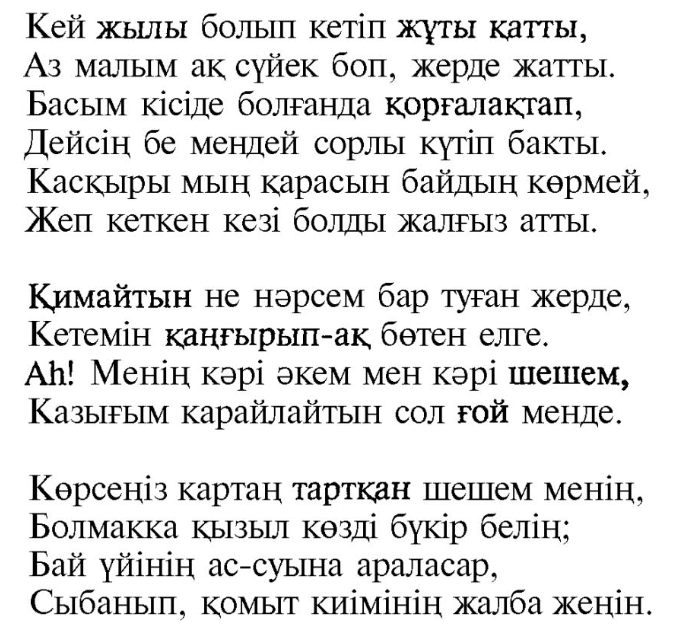 Кей жылы болып кетіп жұты қатты,
Аз малым ақ сүйек боп, жерде жатты.
Басым кісіде болғанда қорғалақтап,
Дейсің бе мендей сорлы күтіп бакты.
Касқыры мың қарасын байдың көрмей,
Жеп кеткен кезі болды жалғыз атты.
Қимайтын не нәрсем бар туған жерде,
Кетемін қаңғырып-ақ бөтен елге.
Аһ! Менің кәрі әкем мен кәрі шешем,
Казығым карайлайтын сол ғой менде.
Көрсеңіз картаң тартқан шешем менің,
Болмакка қызыл көзді бүкір белің;
Бай үйінің ас-суына араласар,
Сыбанып, қомыт киімінің жалба жеңін.